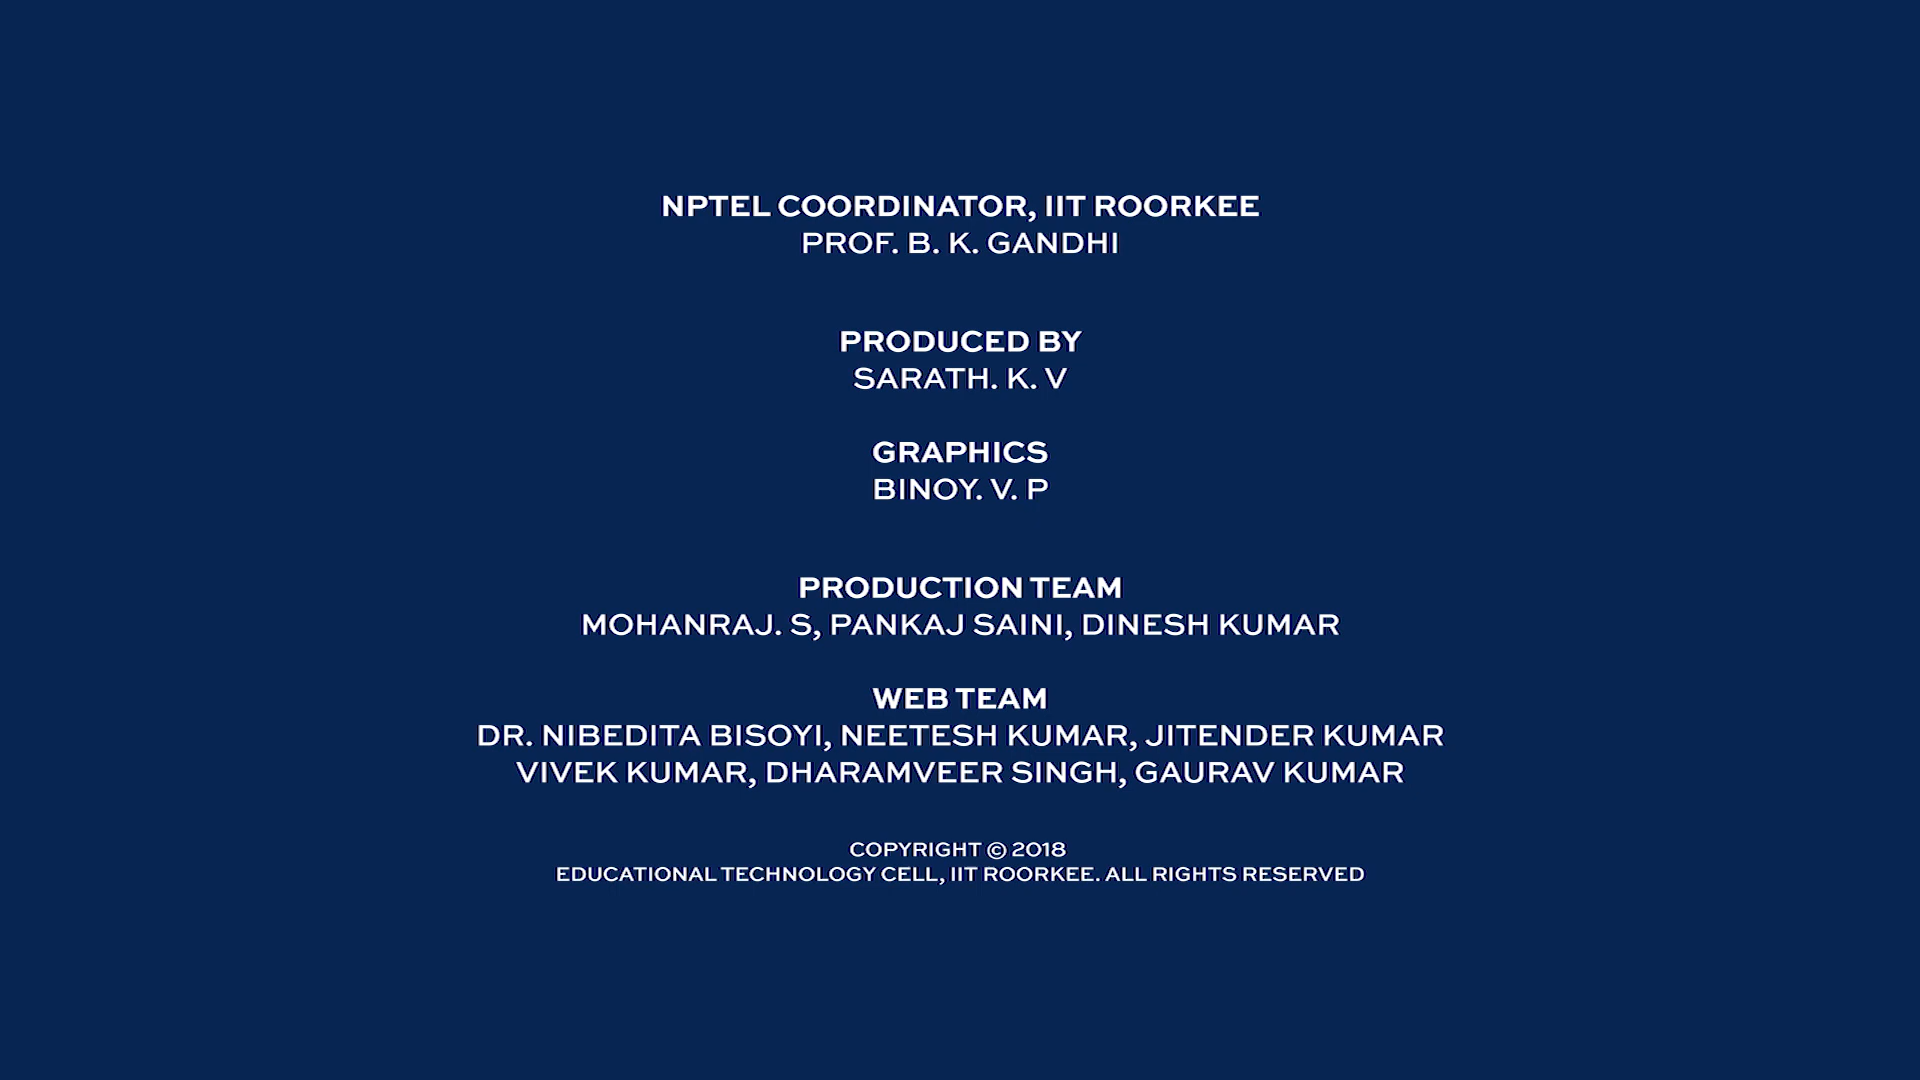 NPTEL COORDINATOR, IIT ROORKEE
PROF. B. K. GANDHI
PRODUCED BY
SARATH. K. V
GRAPHICS
BINOY. V. P
PRODUCTION TEAM
MOHANRAJ. S, PANKAJ SAINI, DINESH KUMAR
WEB TEAM
DR. NIBEDITA BISOYI, NEETESH KUMAR, JITENDER KUMAR
VIVEK KUMAR, DHARAMVEER SINGH, GAURAV KUMAR
COPYRIGHT © 2018
EDUCATIONAL TECHNOLOGY CELL, IIT ROORKEE. ALL RIGHTS RESERVED